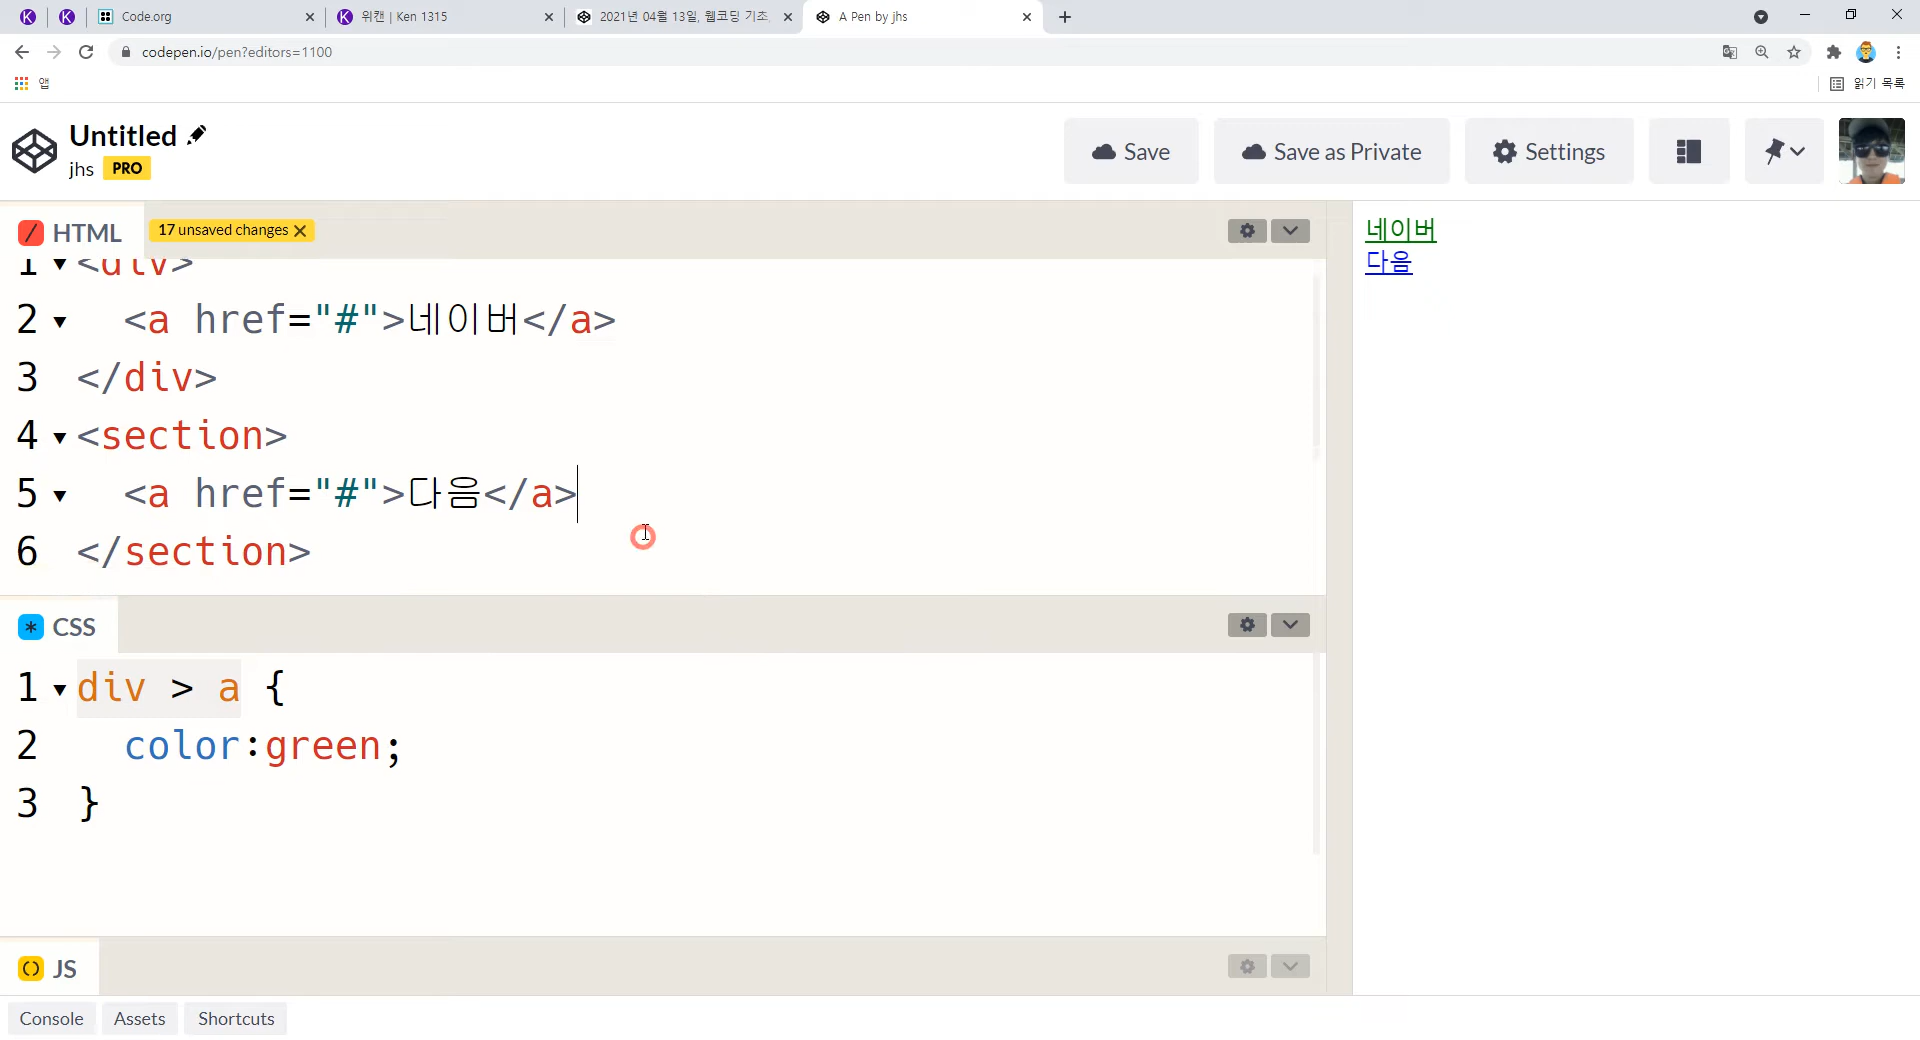 Code.org
위캔 | Ken 1315
2021년 04월 13일, 웹코딩 기초,
A Pen by jhs
codepen.io/pen?editors=1100
앱
읽기 목록
Untitled
jhs PRO
Save
Save as Private
Settings
HTML
17 unsaved changes
네이버
다음
1 <div>
2 <a href="#">네이버</a>
3 </div>
4 <section>
5 <a href="#">다음</a>
6 </section>
CSS
1 div > a {
2 color:green;
3 }
JS
Console
Assets
Shortcuts